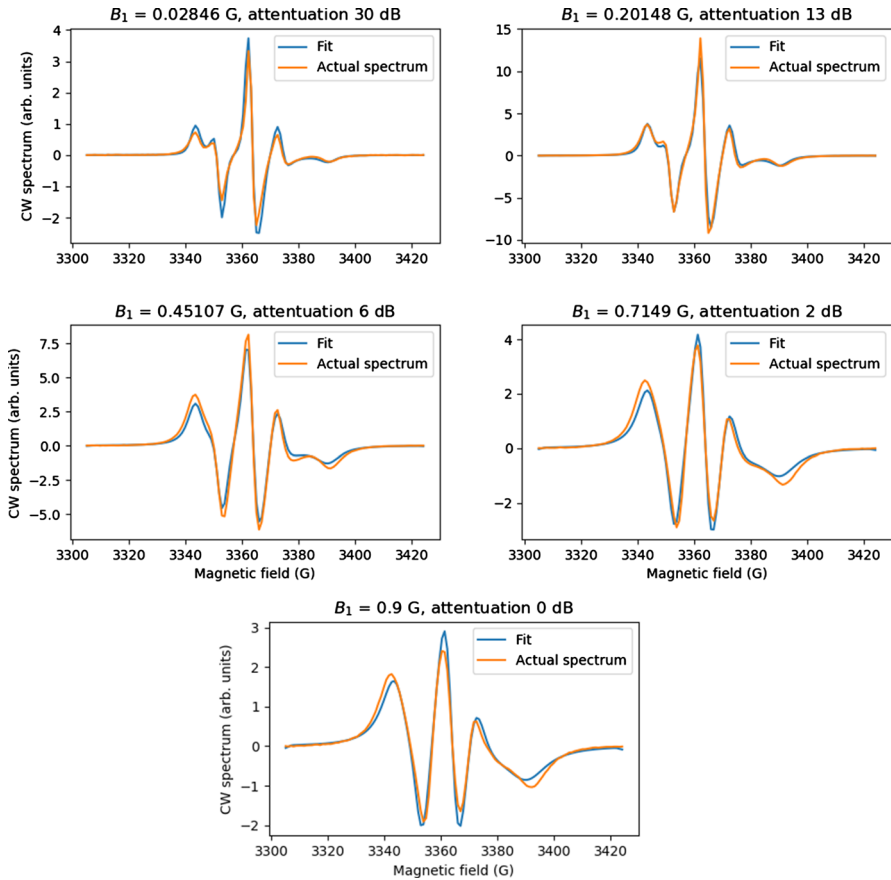 B₁ = 0.02846 G, attentuation 30 dB
CW spectrum (arb. units)
4
3
2
1
0
−1
−2
Fit
Actual spectrum
3300 3320 3340 3360 3380 3400 3420
B₁ = 0.20148 G, attentuation 13 dB
15
10
5
0
−5
−10
Fit
Actual spectrum
3300 3320 3340 3360 3380 3400 3420
B₁ = 0.45107 G, attentuation 6 dB
CW spectrum (arb. units)
7.5
5.0
2.5
0.0
−2.5
−5.0
Fit
Actual spectrum
3300 3320 3340 3360 3380 3400 3420
Magnetic field (G)
B₁ = 0.7149 G, attentuation 2 dB
4
2
0
−2
Fit
Actual spectrum
3300 3320 3340 3360 3380 3400 3420
Magnetic field (G)
B₁ = 0.9 G, attentuation 0 dB
CW spectrum (arb. units)
3
2
1
0
−1
−2
Fit
Actual spectrum
3300 3320 3340 3360 3380 3400 3420
Magnetic field (G)